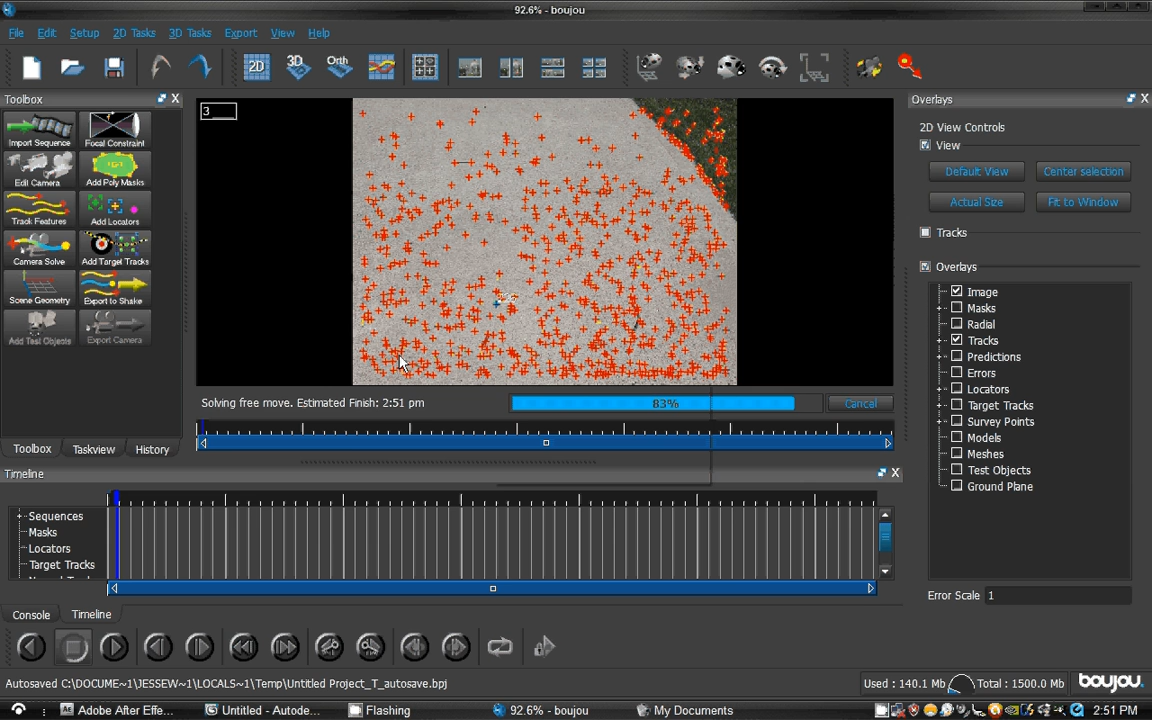 92.6% - boujou
File Edit Setup 2D Tasks 3D Tasks Export View Help
2D 3D Orth
Toolbox
Overlays
Import Sequence Focal Constraint
Edit Camera Add Poly Masks
Track Features Add Locators
Camera Solve Add Target Tracks
Scene Geometry Export to Shake
Add Test Objects Export Camera
3
2D View Controls
View
Default View Center selection
Actual Size Fit to Window
Tracks
Overlays
Image
Masks
Radial
Tracks
Predictions
Errors
Locators
Target Tracks
Survey Points
Models
Meshes
Test Objects
Ground Plane
Error Scale 1
Solving free move. Estimated Finish: 2:51 pm 83% Cancel
Toolbox Taskview History
Timeline
Sequences
Masks
Locators
Target Tracks
Console Timeline
Autosaved C:\DOCUME~1\JESSEW~1\LOCALS~1\Temp\Untitled Project_T_autosave.bpj
Used : 140.1 Mb Total : 1500.0 Mb boujou.
Adobe After Effe... Untitled - Autode... Flashing 92.6% - boujou My Documents 2:51 PM